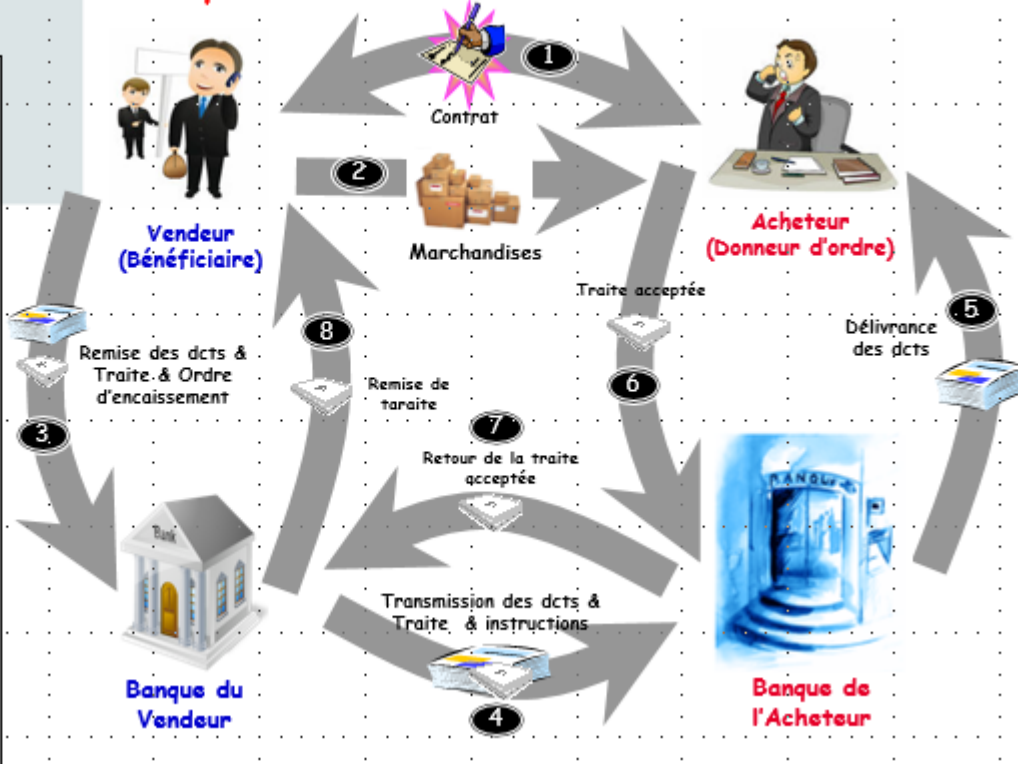 1
Contrat
2
Marchandises
Vendeur
(Bénéficiaire)
Acheteur
(Donneur d'ordre)
Traite acceptée
5
Délivrance
des dcts
8
Remise des dcts &
Traite & Ordre
d'encaissement
3
Remise de
taraite
6
7
Retour de la traite
acceptée
Bank
BANQUE
Transmission des dcts &
Traite & instructions
4
Banque du
Vendeur
Banque de
l'Acheteur